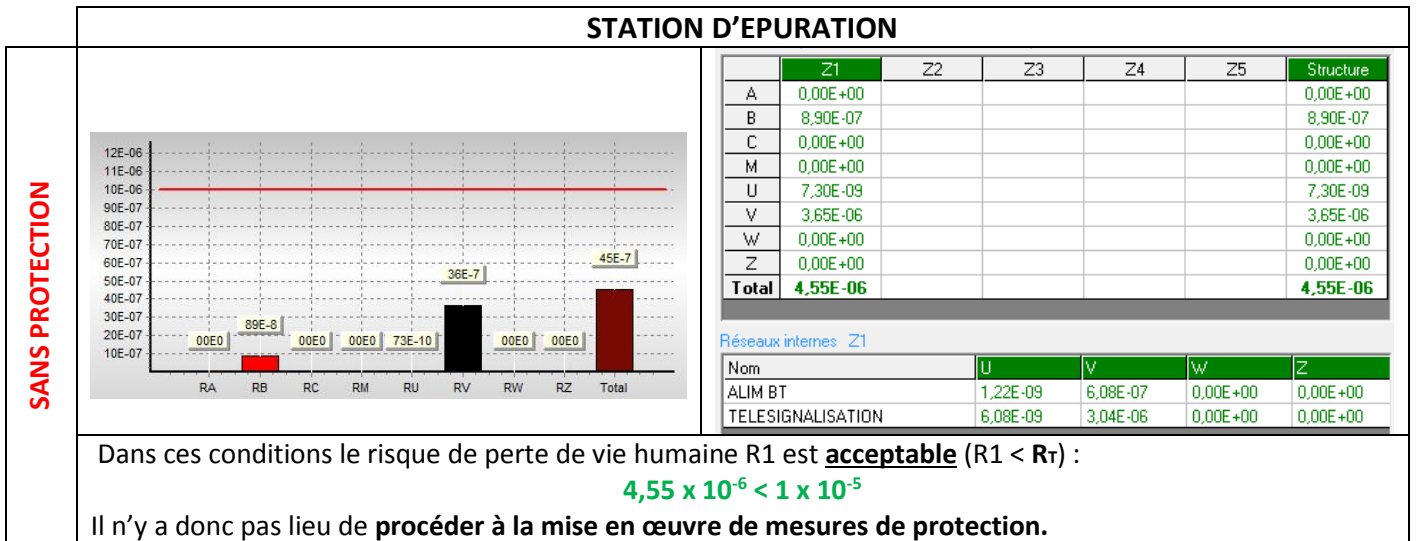 STATION D'EPURATION
SANS PROTECTION
12E-06
11E-06
10E-06
90E-07
80E-07
70E-07
60E-07
50E-07
40E-07
30E-07
20E-07
10E-07
00E0 89E-8 00E0 00E0 73E-10 36E-7 00E0 00E0 45E-7
RA RB RC RM RU RV RW RZ Total
Z1 Z2 Z3 Z4 Z5 Structure
A 0,00E+00 0,00E+00
B 8,90E-07 8,90E-07
C 0,00E+00 0,00E+00
M 0,00E+00 0,00E+00
U 7,30E-09 7,30E-09
V 3,65E-06 3,65E-06
W 0,00E+00 0,00E+00
Z 0,00E+00 0,00E+00
Total 4,55E-06 4,55E-06
Réseaux internes Z1
Nom U V W Z
ALIM BT 1,22E-09 6,08E-07 0,00E+00 0,00E+00
TELESIGNALISATION 6,08E-09 3,04E-06 0,00E+00 0,00E+00
Dans ces conditions le risque de perte de vie humaine R1 est acceptable (R1 < RT) :
4,55 x 10-6 < 1 x 10-5
Il n'y a donc pas lieu de procéder à la mise en œuvre de mesures de protection.